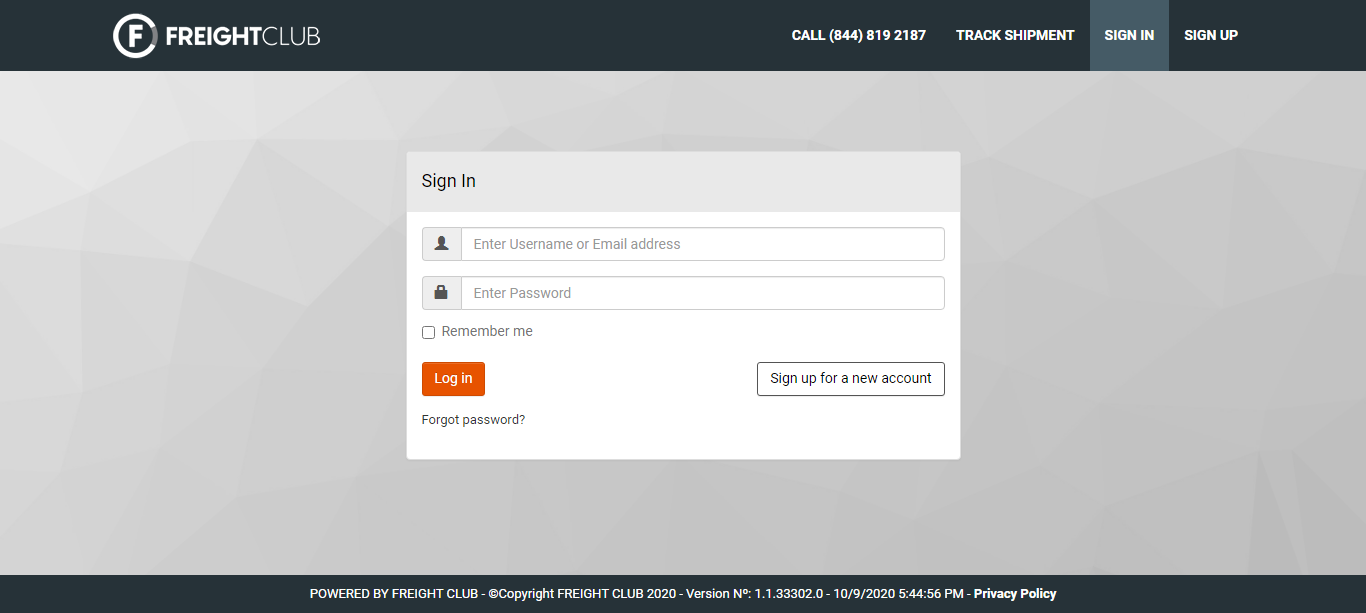 F FREIGHTCLUB
CALL (844) 819 2187 TRACK SHIPMENT SIGN IN SIGN UP
Sign In
Enter Username or Email address
Enter Password
Remember me
Log in
Sign up for a new account
Forgot password?
POWERED BY FREIGHT CLUB - ©Copyright FREIGHT CLUB 2020 - Version Nº: 1.1.33302.0 - 10/9/2020 5:44:56 PM - Privacy Policy